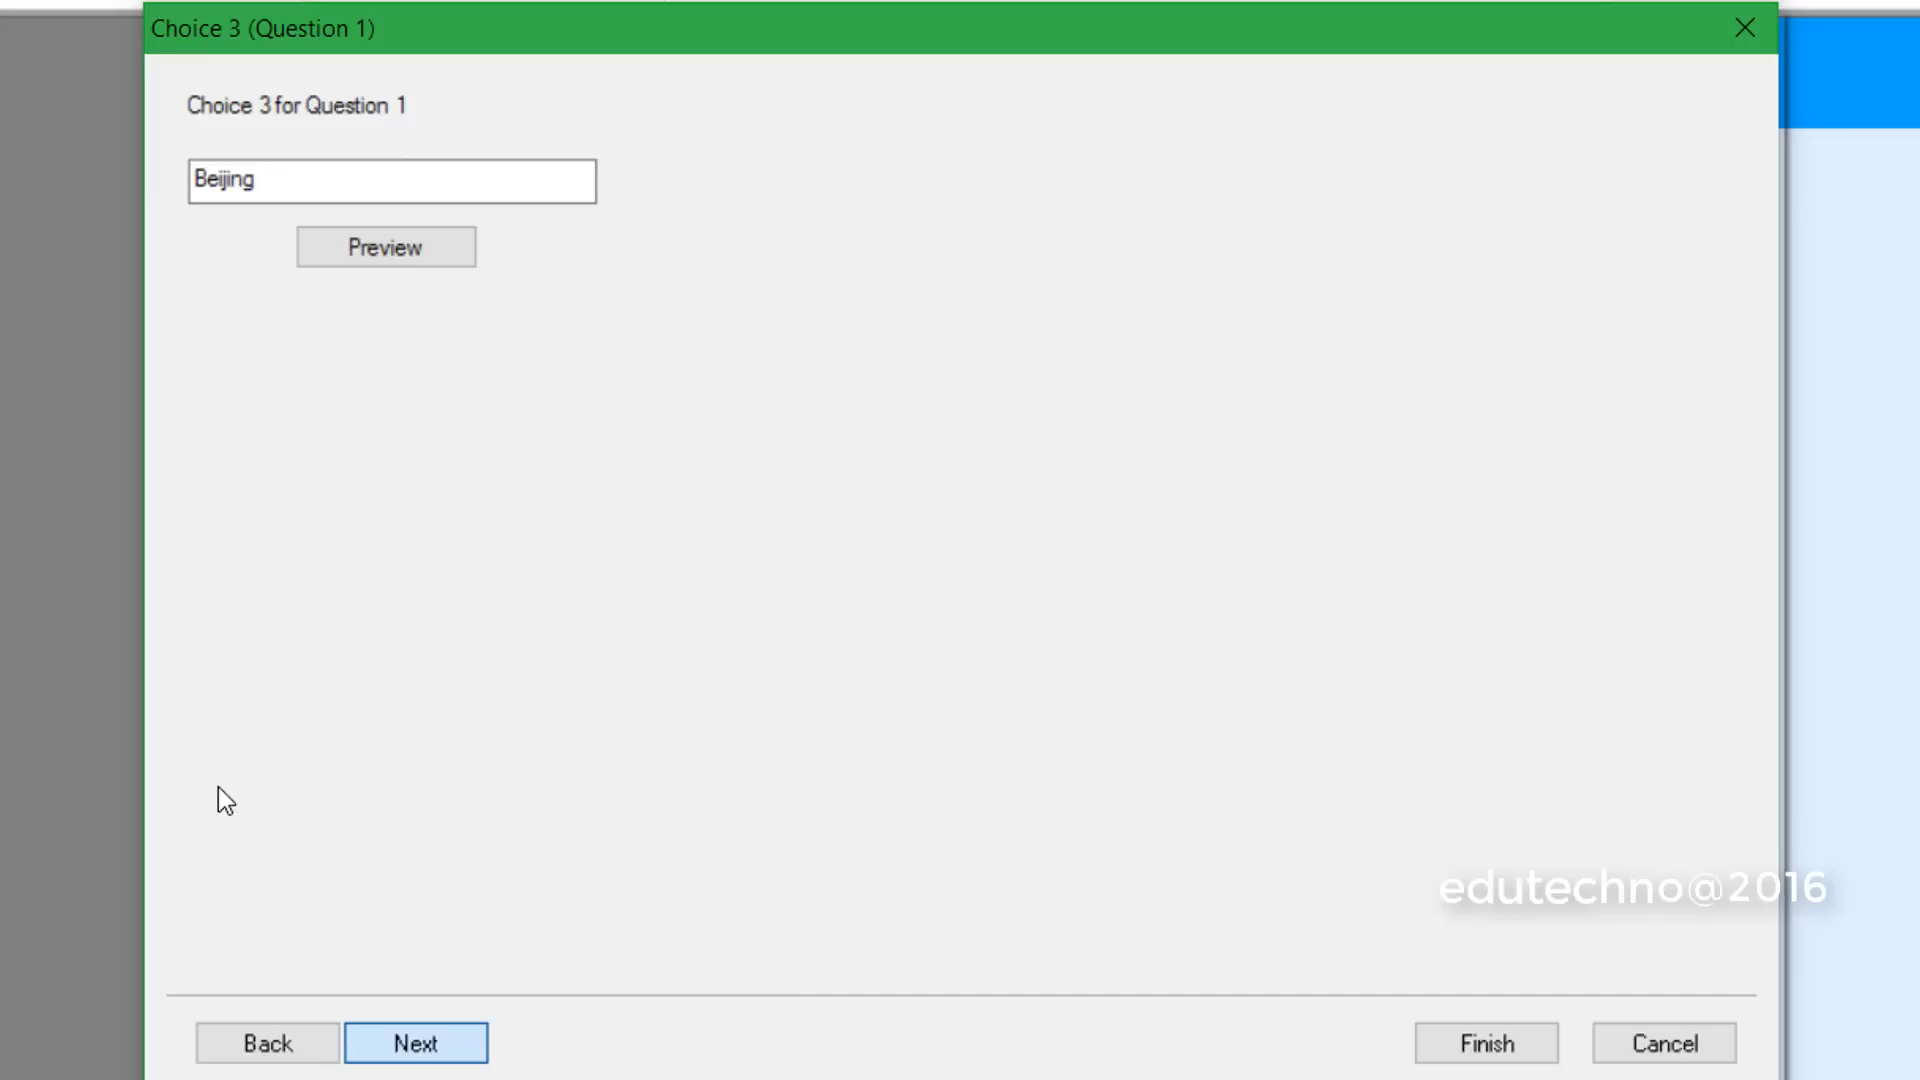 Choice 3 (Question 1)
Choice 3 for Question 1
Beijing
Preview
edutechno@2016
Back Next Finish Cancel